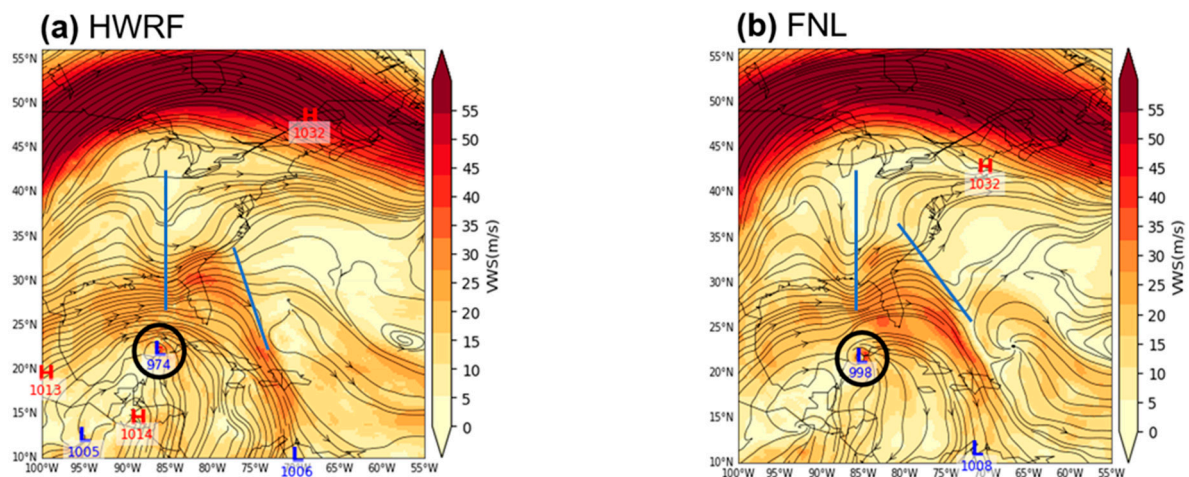 (a) HWRF
55°N
50°N
45°N
40°N
35°N
30°N
25°N
20°N
15°N
10°N
100°W 95°W 90°W 85°W 80°W 75°W 70°W 65°W 60°W 55°W
H
1032
L
974
H
1013
H
1014
L
1005
L
1006
55
50
45
40
35
30
25
20
15
10
5
0
VWS(m/s)
(b) FNL
55°N
50°N
45°N
40°N
35°N
30°N
25°N
20°N
15°N
10°N
100°W 95°W 90°W 85°W 80°W 75°W 70°W 65°W 60°W 55°W
H
1032
L
998
L
1008
55
50
45
40
35
30
25
20
15
10
5
0
VWS(m/s)